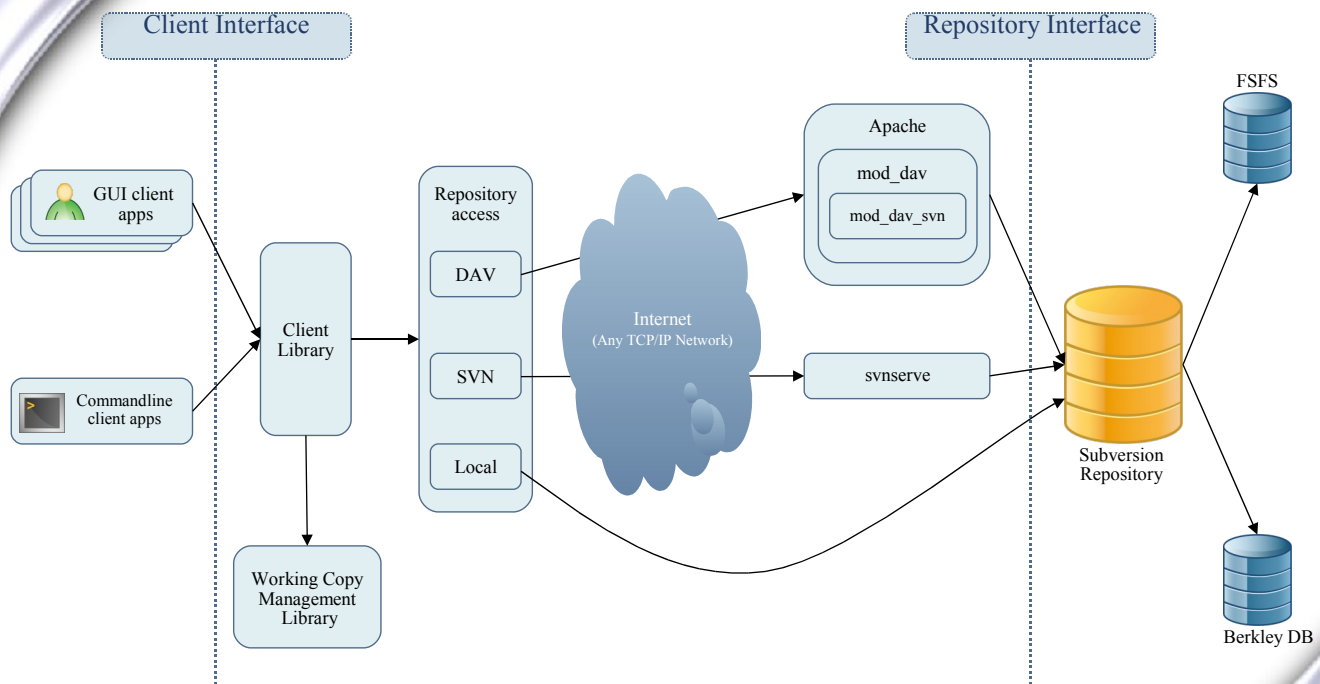 Client Interface
Repository Interface
FSFS
Apache
mod_dav
mod_dav_svn
GUI client
apps
Repository
access
DAV
SVN
Local
Client
Library
Internet
(Any TCP/IP Network)
svnserve
>
Commandline
client apps
Subversion
Repository
Working Copy
Management
Library
Berkley DB